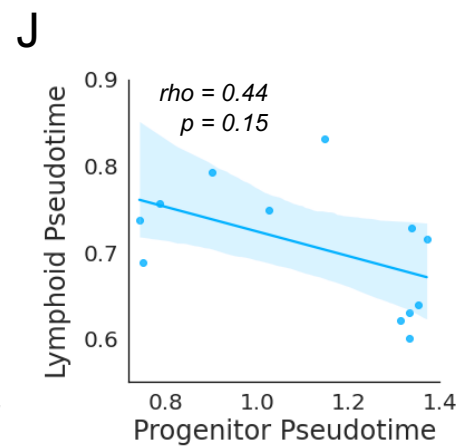 J
rho = 0.44
p = 0.15
Lymphoid Pseudotime
0.9
0.8
0.7
0.6
0.8 1.0 1.2 1.4
Progenitor Pseudotime